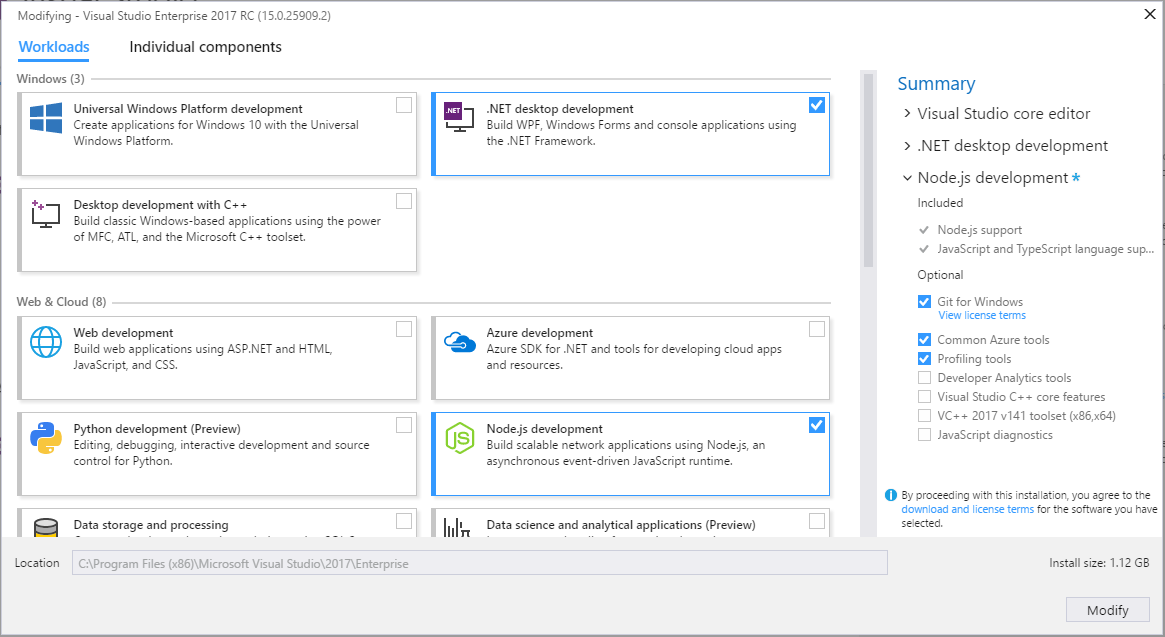 Modifying - Visual Studio Enterprise 2017 RC (15.0.25909.2)
Workloads
Individual components
Windows (3)
Universal Windows Platform development
Create applications for Windows 10 with the Universal
Windows Platform.
.NET
.NET desktop development
Build WPF, Windows Forms and console applications using
the .NET Framework.
Desktop development with C++
Build classic Windows-based applications using the power
of MFC, ATL, and the Microsoft C++ toolset.
Web & Cloud (8)
Web development
Build web applications using ASP.NET and HTML,
JavaScript, and CSS.
Azure development
Azure SDK for .NET and tools for developing cloud apps
and resources.
Python development (Preview)
Editing, debugging, interactive development and source
control for Python.
JS
Node.js development
Build scalable network applications using Node.js, an
asynchronous event-driven JavaScript runtime.
Data storage and processing
Data science and analytical applications (Preview)
Summary
Visual Studio core editor
.NET desktop development
Node.js development *
Included
Node.js support
JavaScript and TypeScript language sup...
Optional
Git for Windows
View license terms
Common Azure tools
Profiling tools
Developer Analytics tools
Visual Studio C++ core features
VC++ 2017 v141 toolset (x86,x64)
JavaScript diagnostics
By proceeding with this installation, you agree to the
download and license terms for the software you have
selected.
Location
C:\Program Files (x86)\Microsoft Visual Studio\2017\Enterprise
Install size: 1.12 GB
Modify